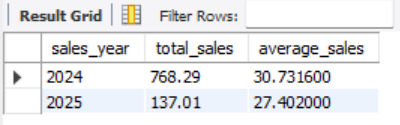 Result Grid Filter Rows:
sales_year total_sales average_sales
2024 768.29 30.731600
2025 137.01 27.402000